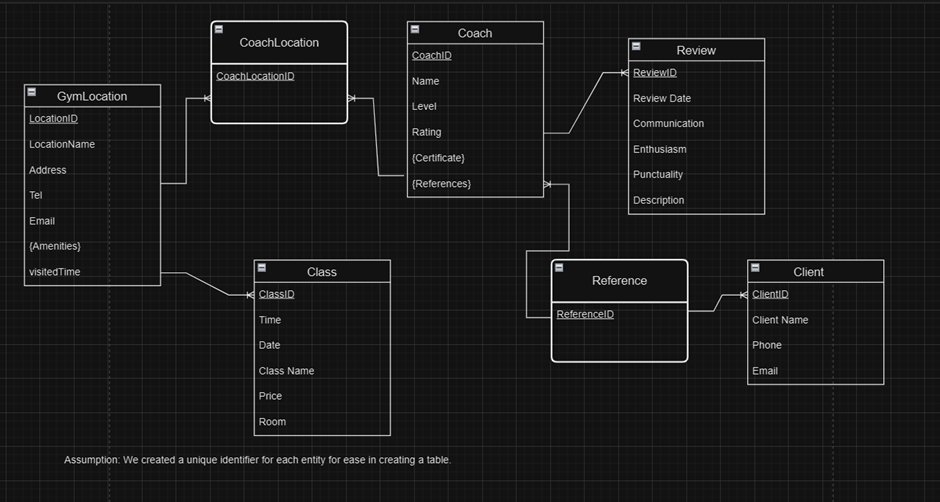 CoachLocation
CoachLocationID
Coach
CoachID
Name
Level
Rating
{Certificate}
{References}
Review
ReviewID
Review Date
Communication
Enthusiasm
Punctuality
Description
GymLocation
LocationID
LocationName
Address
Tel
Email
{Amenities}
visitedTime
Class
ClassID
Time
Date
Class Name
Price
Room
Reference
ReferenceID
Client
ClientID
Client Name
Phone
Email
Assumption: We created a unique identifier for each entity for ease in creating a table.